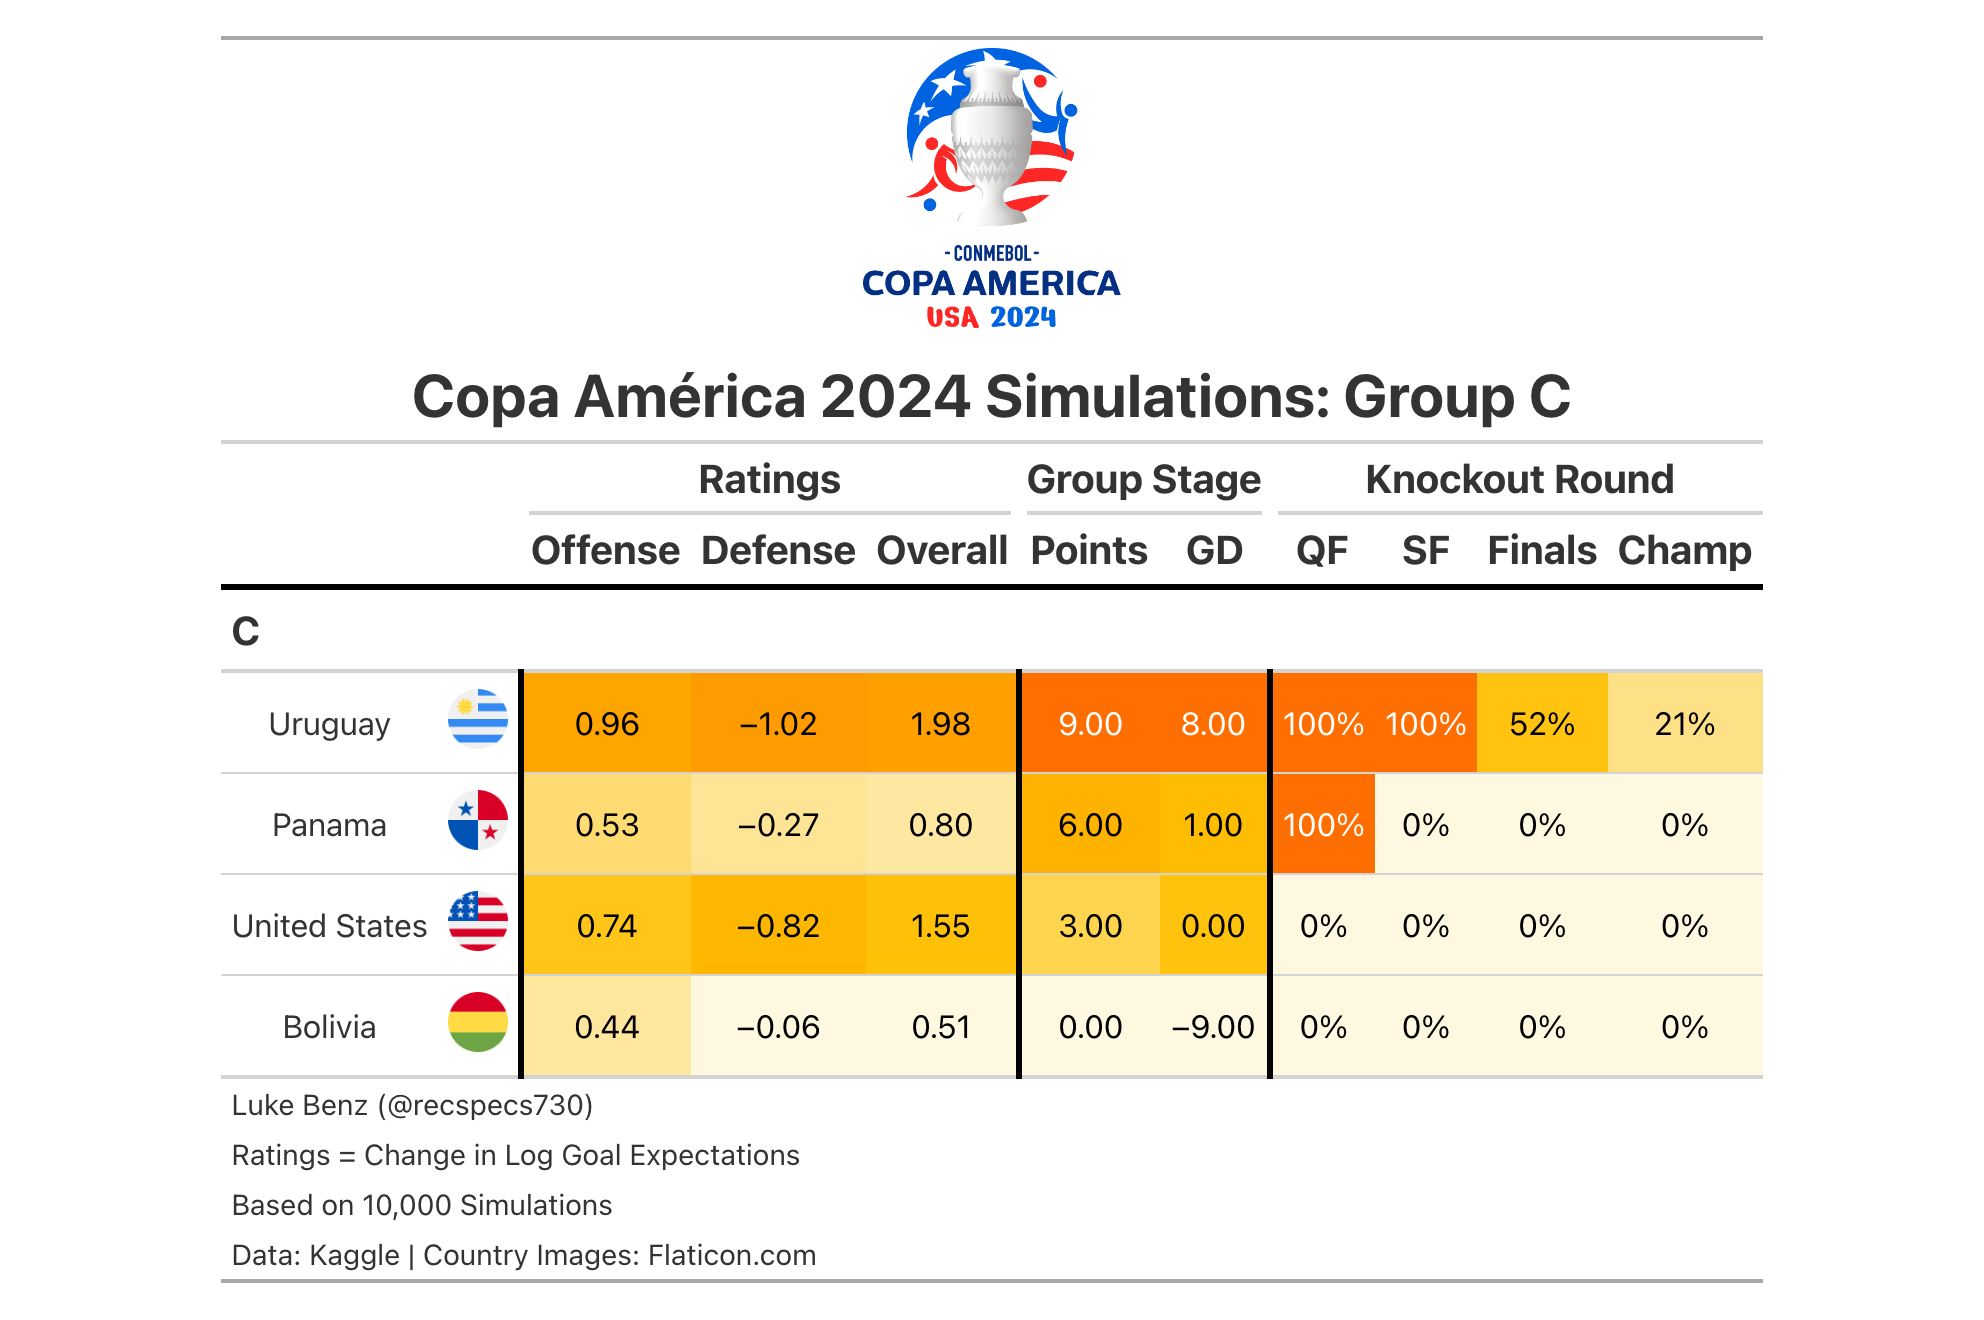 - CONMEBOL -
COPA AMERICA
USA 2024
Copa América 2024 Simulations: Group C
Ratings Group Stage Knockout Round
Offense Defense Overall Points GD QF SF Finals Champ
C
Uruguay 0.96 −1.02 1.98 9.00 8.00 100% 100% 52% 21%
Panama 0.53 −0.27 0.80 6.00 1.00 100% 0% 0% 0%
United States 0.74 −0.82 1.55 3.00 0.00 0% 0% 0% 0%
Bolivia 0.44 −0.06 0.51 0.00 −9.00 0% 0% 0% 0%
Luke Benz (@recspecs730)
Ratings = Change in Log Goal Expectations
Based on 10,000 Simulations
Data: Kaggle | Country Images: Flaticon.com